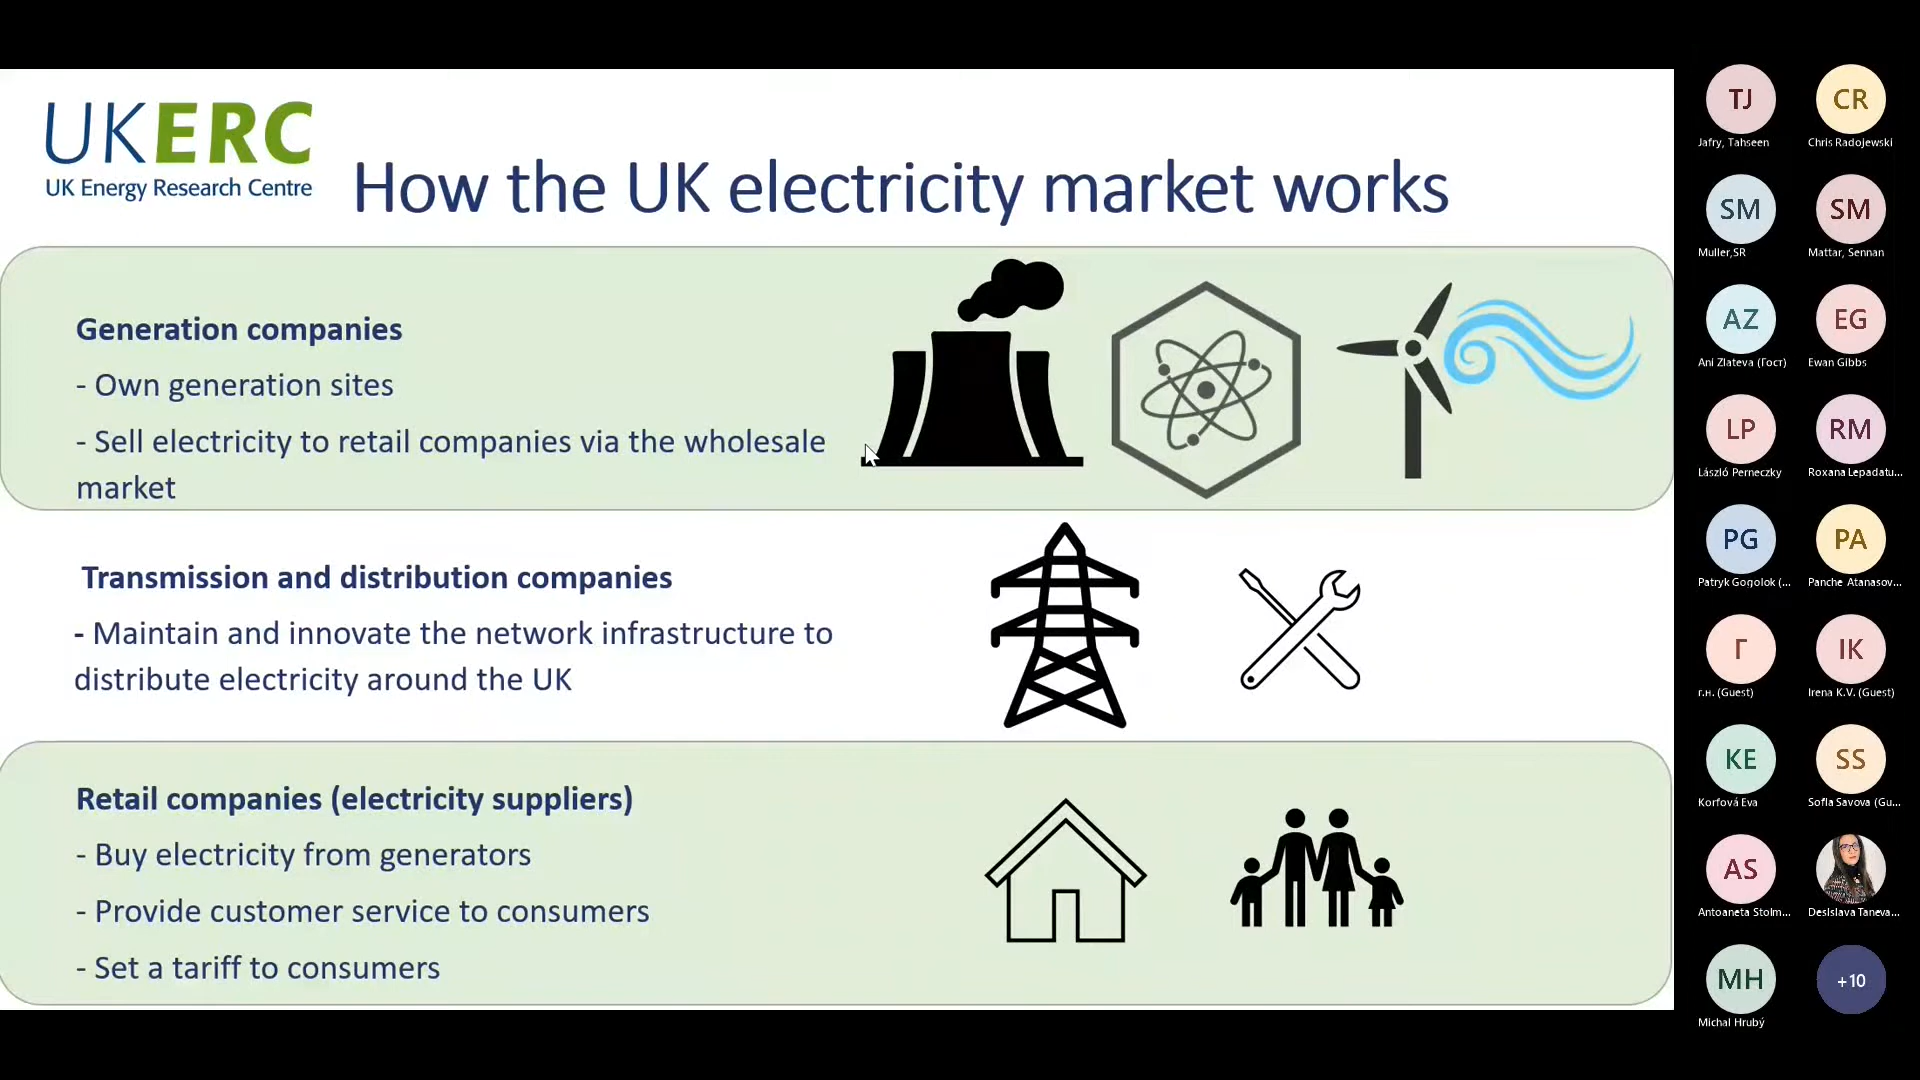 UKERC
UK Energy Research Centre
How the UK electricity market works
Generation companies
- Own generation sites
- Sell electricity to retail companies via the wholesale
market
Transmission and distribution companies
- Maintain and innovate the network infrastructure to
distribute electricity around the UK
Retail companies (electricity suppliers)
- Buy electricity from generators
- Provide customer service to consumers
- Set a tariff to consumers
TJ
Jafry, Tahseen
CR
Chris Radojewski
SM
Muller,SR
SM
Mattar, Sennan
AZ
Ani Zlateva (Гост)
EG
Ewan Gibbs
LP
László Perneczky
RM
Roxana Lepadatu...
PG
Patryk Gogolok (...
PA
Panche Atanasov...
Г
г.н. (Guest)
IK
Irena K.V. (Guest)
KE
Korfová Eva
SS
Sofia Savova (Gu...
AS
Antoaneta Stoim...
Desislava Taneva...
MH
Michal Hrubý
+10